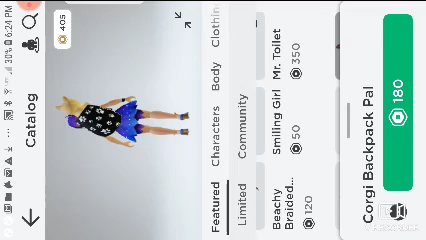 30% 6:24 PM
Catalog
405
Featured
Characters
Body
Clothin
Limited
Community
Beachy
Braided...
120
Smiling Girl
50
Mr. Toilet
350
Corgi Backpack Pal
180